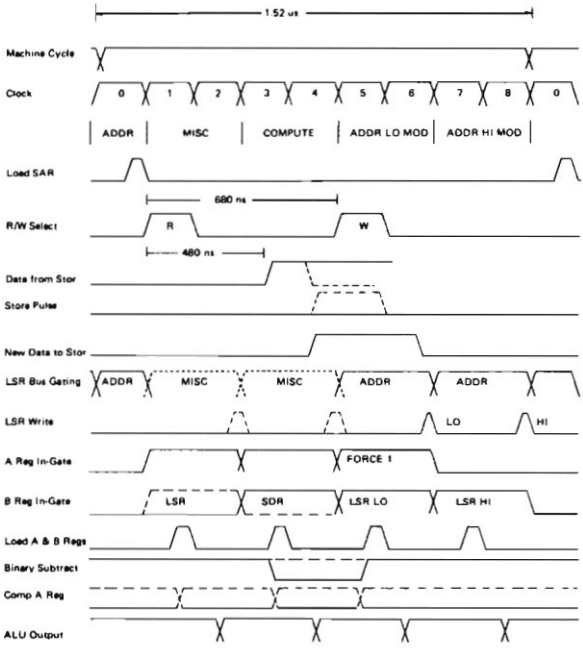 1.52 us
Machine Cycle
Clock 0 1 2 3 4 5 6 7 8 0
ADDR MISC COMPUTE ADDR LO MOD ADDR HI MOD
Load SAR
680 ns
R/W Select R W
480 ns
Data from Stor
Store Pulse
New Data to Stor
LSR Bus Gating ADDR MISC MISC ADDR ADDR
LSR Write LO HI
A Reg In-Gate FORCE 1
B Reg In-Gate LSR SDR LSR LO LSR HI
Load A & B Regs
Binary Subtract
Comp A Reg
ALU Output